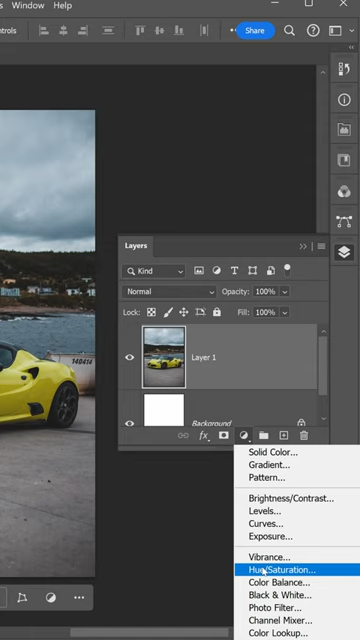 s Window Help
ntrols
Share
Layers
Kind
Normal Opacity: 100%
Lock: Fill: 100%
Layer 1
Background
fx
Solid Color...
Gradient...
Pattern...
Brightness/Contrast...
Levels...
Curves...
Exposure...
Vibrance...
Hue/Saturation...
Color Balance...
Black & White...
Photo Filter...
Channel Mixer...
Color Lookup...
140414